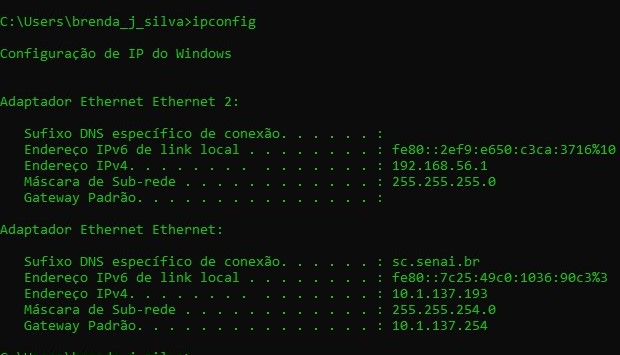 C:\Users\brenda_j_silva>ipconfig
Configuração de IP do Windows
Adaptador Ethernet Ethernet 2:
Sufixo DNS específico de conexão. . . . . . :
Endereço IPv6 de link local . . . . . . . . : fe80::2ef9:e650:c3ca:3716%10
Endereço IPv4. . . . . . . .  . . . . . . . : 192.168.56.1
Máscara de Sub-rede . . . . . . . . . . . . : 255.255.255.0
Gateway Padrão. . . . . . . . . . . . . . . :
Adaptador Ethernet Ethernet:
Sufixo DNS específico de conexão. . . . . . : sc.senai.br
Endereço IPv6 de link local . . . . . . . . : fe80::7c25:49c0:1036:90c3%3
Endereço IPv4. . . . . . . .  . . . . . . . : 10.1.137.193
Máscara de Sub-rede . . . . . . . . . . . . : 255.255.254.0
Gateway Padrão. . . . . . . . . . . . . . . : 10.1.137.254